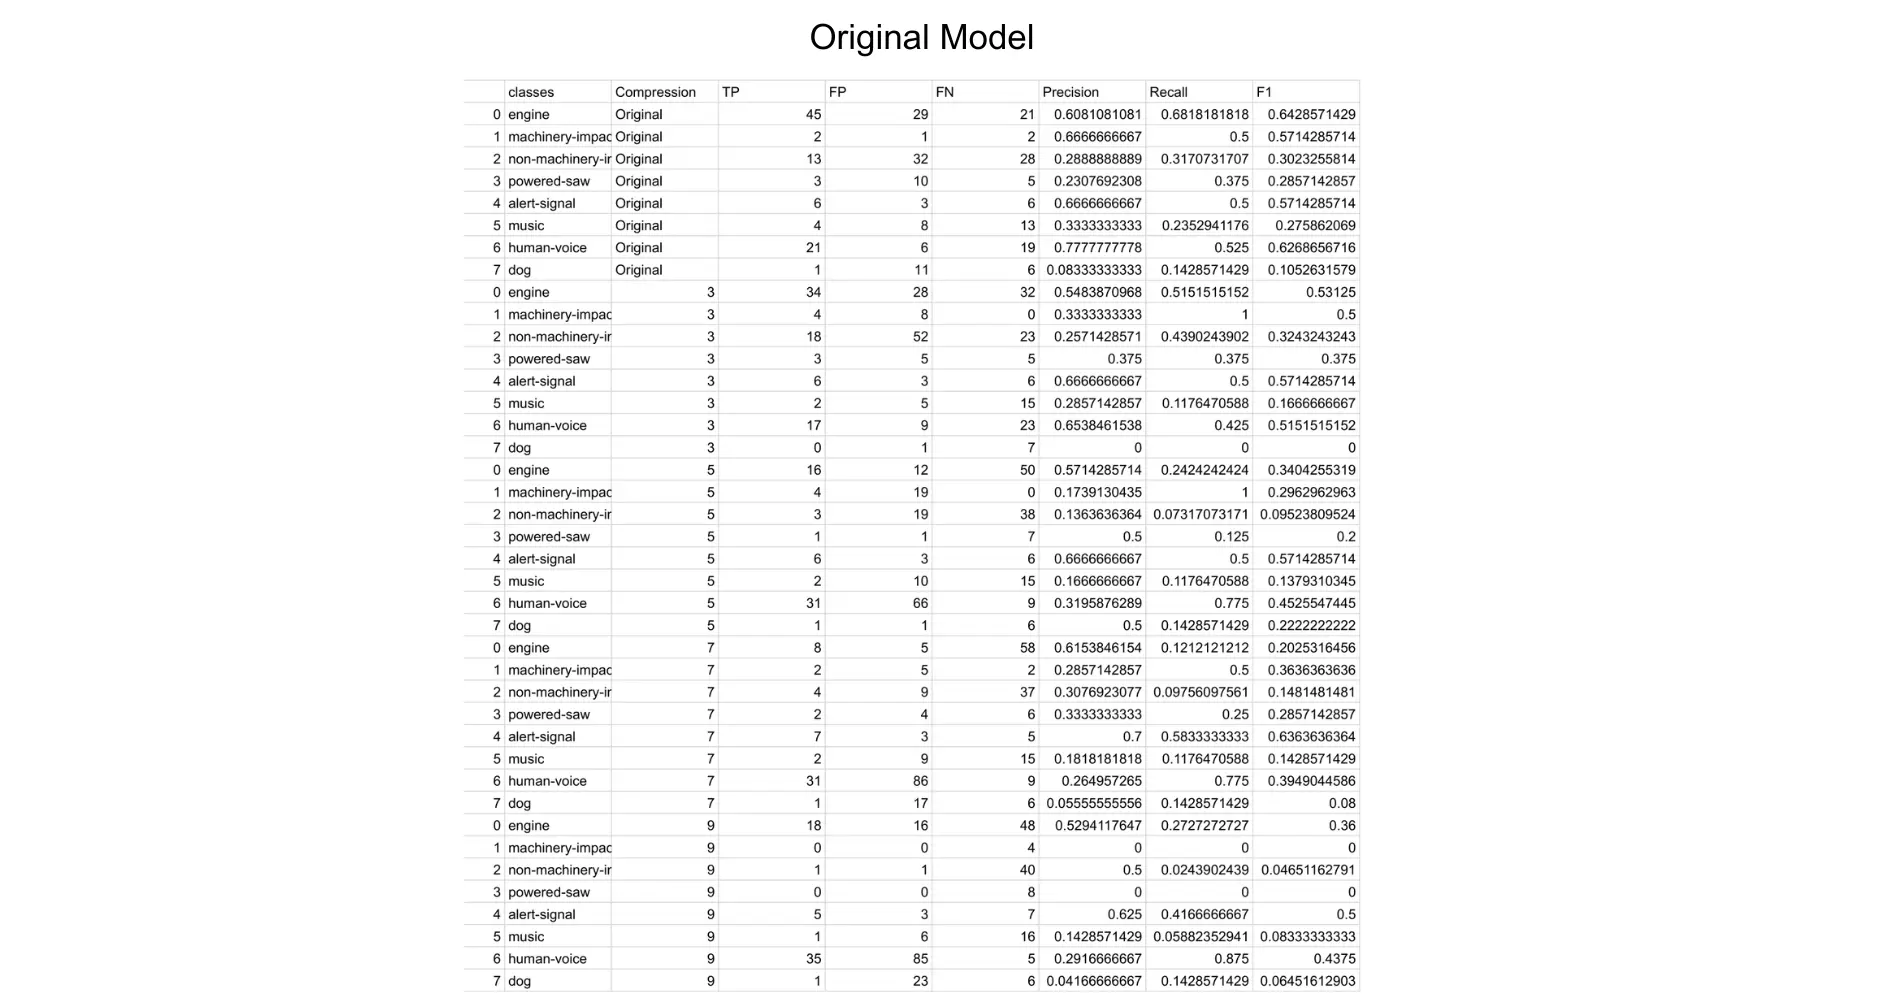 Original Model
classes Compression TP FP FN Precision Recall F1
0 engine Original 45 29 21 0.6081081081 0.6818181818 0.6428571429
1 machinery-impac Original 2 1 2 0.6666666667 0.5 0.5714285714
2 non-machinery-ir Original 13 32 28 0.2888888889 0.3170731707 0.3023255814
3 powered-saw Original 3 10 5 0.2307692308 0.375 0.2857142857
4 alert-signal Original 6 3 6 0.6666666667 0.5 0.5714285714
5 music Original 4 8 13 0.3333333333 0.2352941176 0.275862069
6 human-voice Original 21 6 19 0.7777777778 0.525 0.6268656716
7 dog Original 1 11 6 0.08333333333 0.1428571429 0.1052631579
0 engine 3 34 28 32 0.5483870968 0.5151515152 0.53125
1 machinery-impac 3 4 8 0 0.3333333333 1 0.5
2 non-machinery-ir 3 18 52 23 0.2571428571 0.4390243902 0.3243243243
3 powered-saw 3 3 5 5 0.375 0.375 0.375
4 alert-signal 3 6 3 6 0.6666666667 0.5 0.5714285714
5 music 3 2 5 15 0.2857142857 0.1176470588 0.1666666667
6 human-voice 3 17 9 23 0.6538461538 0.425 0.5151515152
7 dog 3 0 1 7 0 0 0
0 engine 5 16 12 50 0.5714285714 0.2424242424 0.3404255319
1 machinery-impac 5 4 19 0 0.1739130435 1 0.2962962963
2 non-machinery-ir 5 3 19 38 0.1363636364 0.07317073171 0.09523809524
3 powered-saw 5 1 1 7 0.5 0.125 0.2
4 alert-signal 5 6 3 6 0.6666666667 0.5 0.5714285714
5 music 5 2 10 15 0.1666666667 0.1176470588 0.1379310345
6 human-voice 5 31 66 9 0.3195876289 0.775 0.4525547445
7 dog 5 1 1 6 0.5 0.1428571429 0.2222222222
0 engine 7 8 5 58 0.6153846154 0.1212121212 0.2025316456
1 machinery-impac 7 2 5 2 0.2857142857 0.5 0.3636363636
2 non-machinery-ir 7 4 9 37 0.3076923077 0.09756097561 0.1481481481
3 powered-saw 7 2 4 6 0.3333333333 0.25 0.2857142857
4 alert-signal 7 7 3 5 0.7 0.5833333333 0.6363636364
5 music 7 2 9 15 0.1818181818 0.1176470588 0.1428571429
6 human-voice 7 31 86 9 0.264957265 0.775 0.3949044586
7 dog 7 1 17 6 0.05555555556 0.1428571429 0.08
0 engine 9 18 16 48 0.5294117647 0.2727272727 0.36
1 machinery-impac 9 0 0 4 0 0 0
2 non-machinery-ir 9 1 1 40 0.5 0.0243902439 0.04651162791
3 powered-saw 9 0 0 8 0 0 0
4 alert-signal 9 5 3 7 0.625 0.4166666667 0.5
5 music 9 1 6 16 0.1428571429 0.05882352941 0.08333333333
6 human-voice 9 35 85 5 0.2916666667 0.875 0.4375
7 dog 9 1 23 6 0.04166666667 0.1428571429 0.06451612903